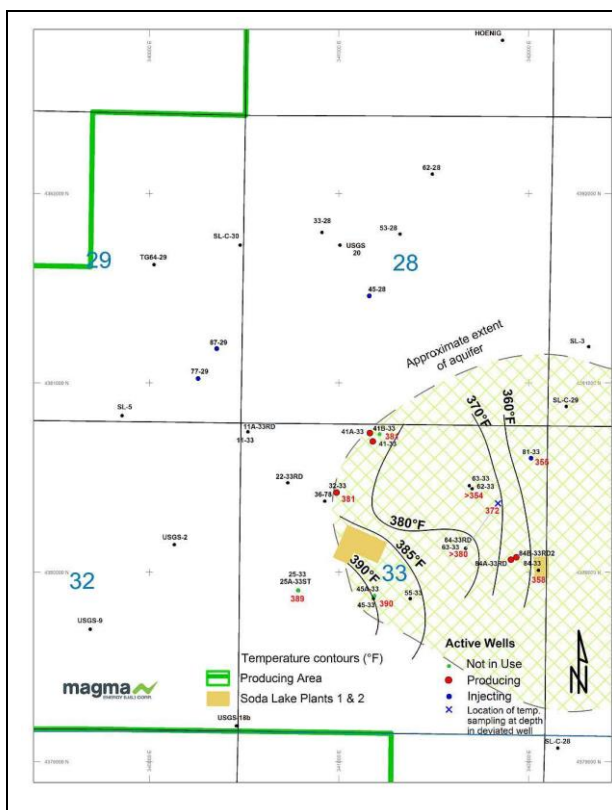 HOENIG
62-28
33-28
53-28
SL-C-30
USGS
20
TG64-29
29
28
45-28
87-29
77-29
SL-3
Approximate extent
of aquifer
SL-5
SL-C-29
370°F
360°F
11A-33RD
11-33
41A-33
41B-33
41-33
81-33
22-33RD
32-33
381
36-78
63-33
62-33
>354
372
380°F
USGS-2
64-33RD
63-33
>380
84B-33RD2
84A-33RD
84-33
358
385°F
390°F
32
33
25-33
25A-33ST
389
45A-33
390
45-33
55-33
USGS-9
Temperature contours (°F)
Producing Area
Soda Lake Plants 1 & 2
magma
ENERGY (U.S.) CORP.
USGS-18b
Active Wells
Not in Use
Producing
Injecting
Location of temp.
sampling at depth
in deviated well
N
SL-C-28